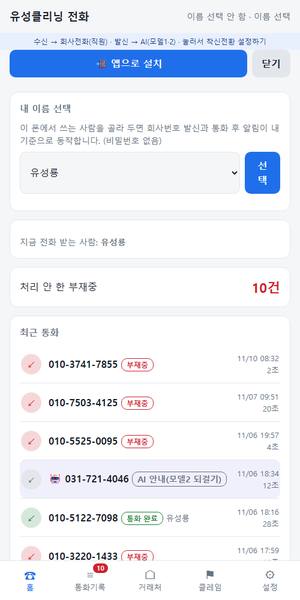 유성클리닝 전화
이름 선택 안 함 · 이름 선택
수신 → 회사전화(직원) · 발신 → AI(모델1·2) · 눌러서 착신전환 설정하기
앱으로 설치
닫기
내 이름 선택
이 폰에서 쓰는 사람을 골라 두면 회사번호 발신과 통화 후 알림이 내 기준으로 동작합니다. (비밀번호 없음)
유성룡
선택
지금 전화 받는 사람: 유성룡
처리 안 한 부재중
10건
최근 통화
010-3741-7855 부재중 11/10 08:32
2초
010-7503-4125 부재중 11/07 09:51
20초
010-5525-0095 부재중 11/06 19:57
4초
031-721-4046 AI 안내(모델2 되걸기) 11/06 18:34
12초
010-5122-7098 통화 완료 유성룡 11/06 18:16
28초
010-3220-1433 부재중 11/06 17:59
10
홈
통화기록
거래처
클레임
설정